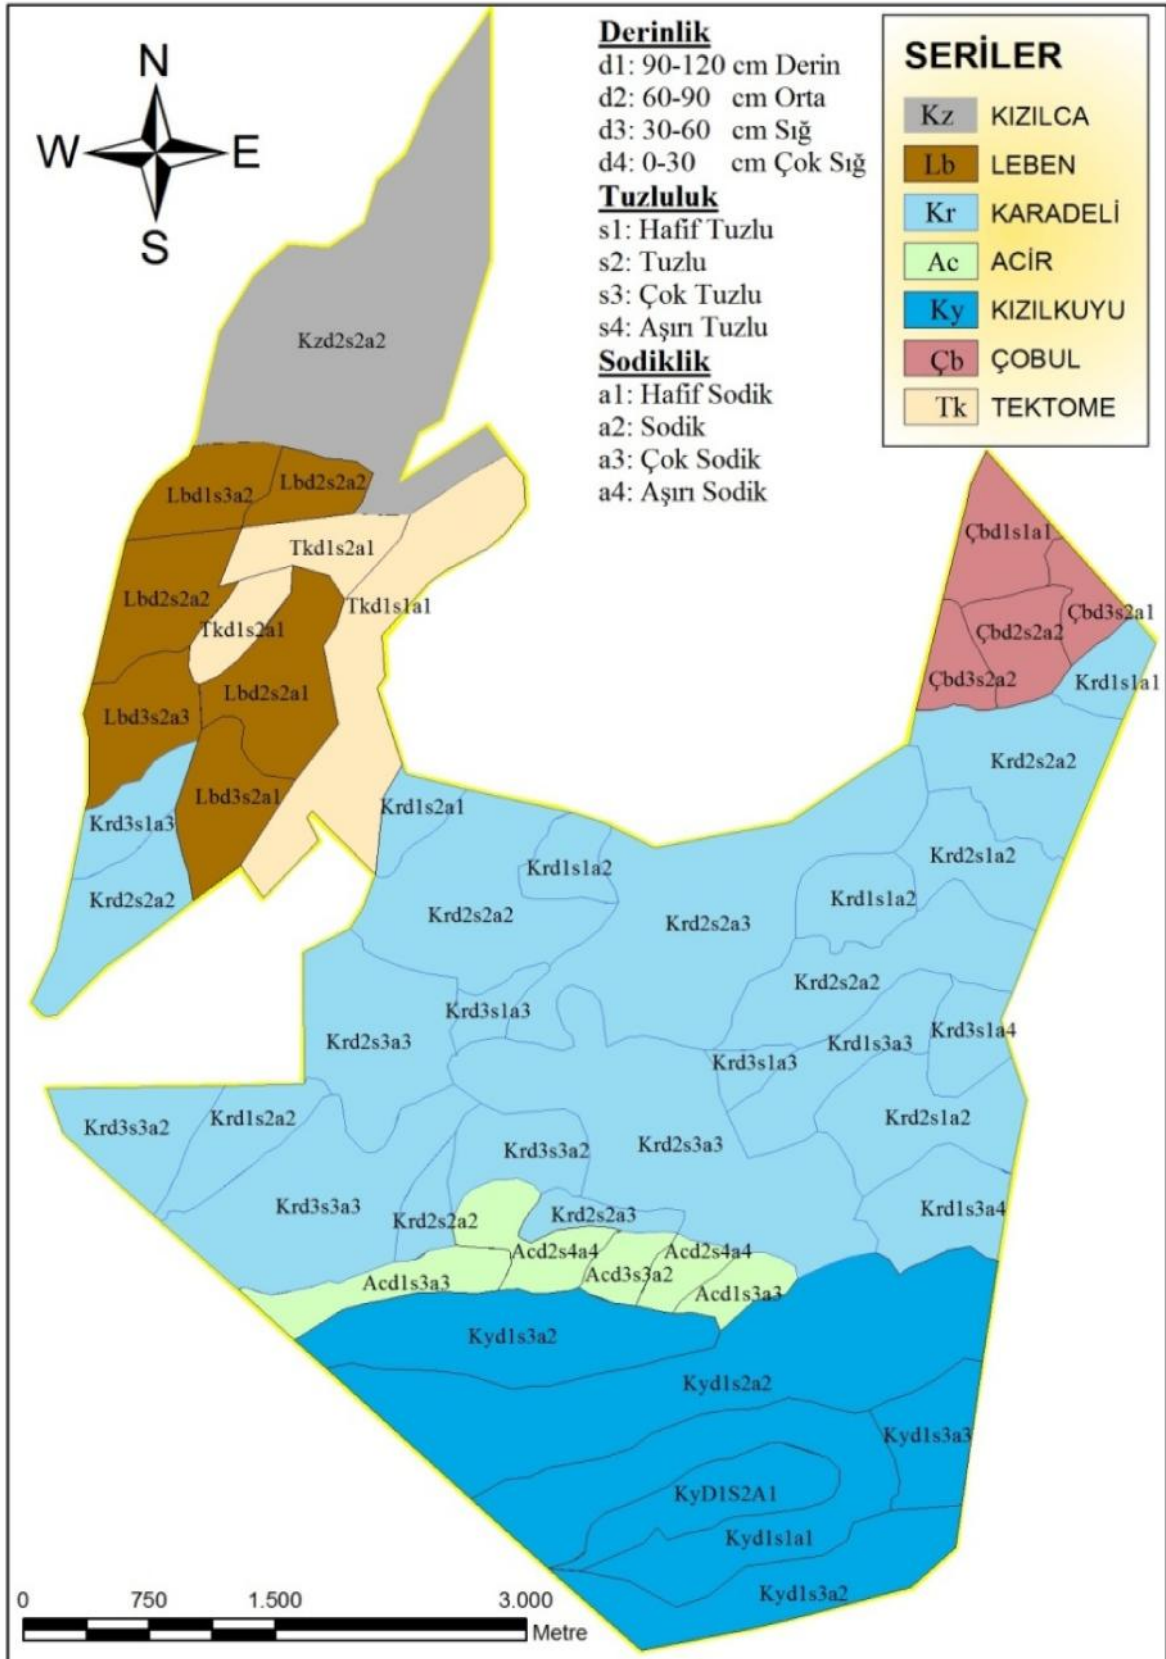 N
W
E
S
Derinlik
d1: 90-120 cm Derin
d2: 60-90 cm Orta
d3: 30-60 cm Sığ
d4: 0-30 cm Çok Sığ
Tuzluluk
s1: Hafif Tuzlu
s2: Tuzlu
s3: Çok Tuzlu
s4: Aşırı Tuzlu
Sodiklik
a1: Hafif Sodik
a2: Sodik
a3: Çok Sodik
a4: Aşırı Sodik
SERİLER
Kz KIZILCA
Lb LEBEN
Kr KARADELİ
Ac ACİR
Ky KIZILKUYU
Çb ÇOBUL
Tk TEKTOME
Kzd2s2a2
Lbd1s3a2
Lbd2s2a2
Tkd1s2a1
Lbd2s2a2
Tkd1s1a1
Tkd1s2a1
Lbd2s2a1
Lbd3s2a3
Lbd3s2a1
Krd3s1a3
Krd2s2a2
Çbd1s1a1
Çbd3s2a1
Çbd2s2a2
Çbd3s2a2
Krd1s1a1
Krd2s2a2
Krd1s2a1
Krd1s1a2
Krd2s1a2
Krd1s1a2
Krd2s2a2
Krd2s2a3
Krd2s2a2
Krd3s1a3
Krd2s3a3
Krd3s1a4
Krd1s3a3
Krd3s1a3
Krd3s3a2
Krd1s2a2
Krd2s1a2
Krd3s3a2
Krd2s3a3
Krd3s3a3
Krd2s2a2
Krd2s2a3
Krd1s3a4
Acd2s4a4
Acd2s4a4
Acd1s3a3
Acd3s3a2
Acd1s3a3
Kyd1s3a2
Kyd1s2a2
Kyd1s3a3
KyD1S2A1
Kyd1s1a1
Kyd1s3a2
0 750 1.500 3.000
Metre